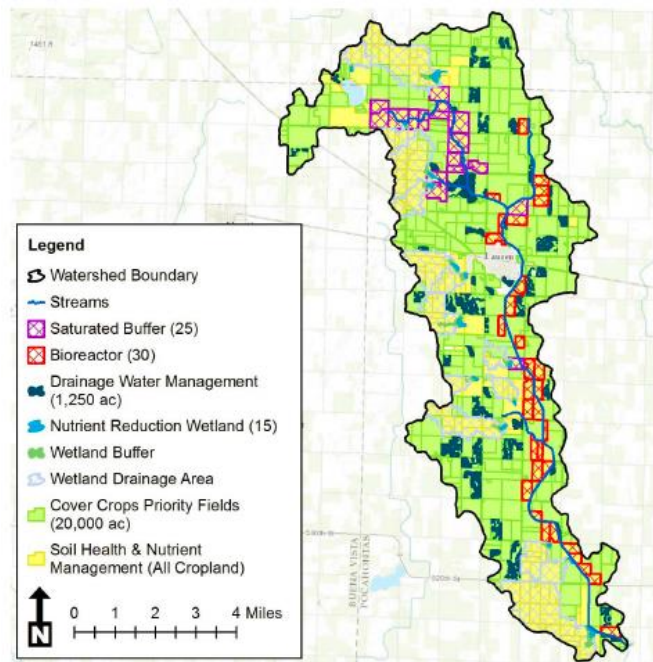 Legend
Watershed Boundary
Streams
Saturated Buffer (25)
Bioreactor (30)
Drainage Water Management
(1,250 ac)
Nutrient Reduction Wetland (15)
Wetland Buffer
Wetland Drainage Area
Cover Crops Priority Fields
(20,000 ac)
Soil Health & Nutrient
Management (All Cropland)
N
0 1 2 3 4 Miles
BUENA VISTA
POCAHONTAS